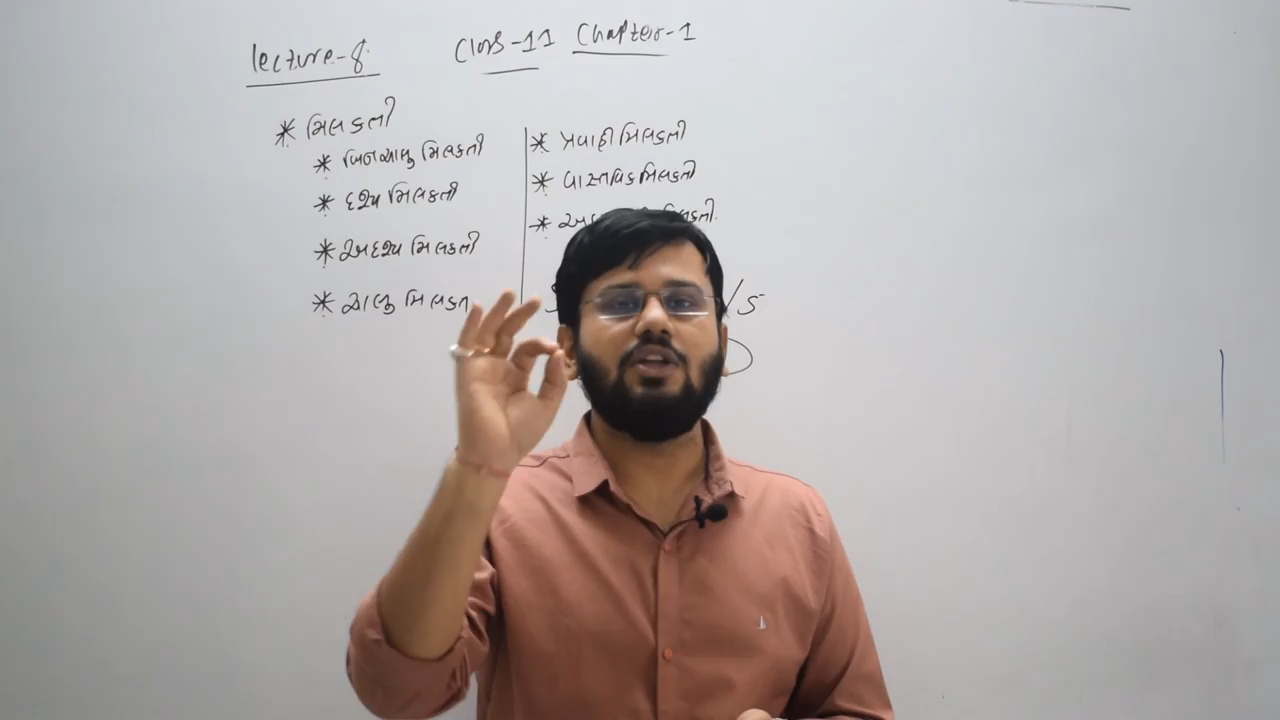 lecture-8 Class-11 Chapter-1
* મિલકતી
* બિનચાલુ મિલકતી
* દૃશ્ય મિલકતી
* અદૃશ્ય મિલકતી
* ચાલુ મિલકત
* પ્રવાહી મિલકતી
* વાસ્તવિક મિલકતી